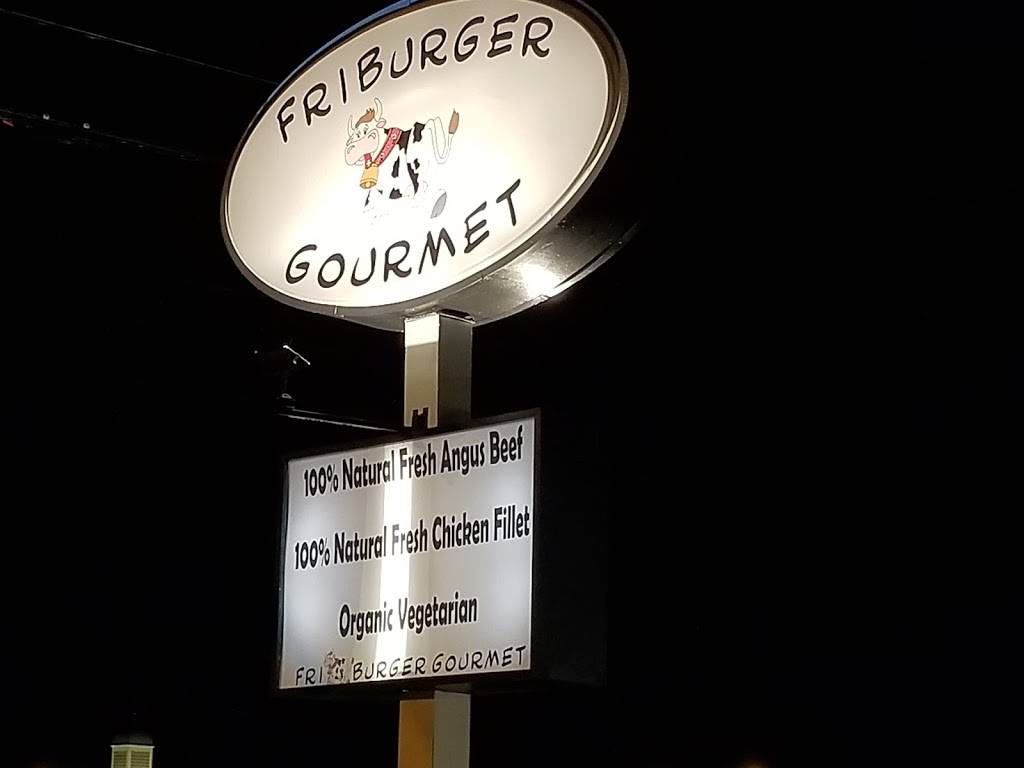 FRIBURGER
GOURMET
100% Natural Fresh Angus Beef
100% Natural Fresh Chicken Fillet
Organic Vegetarian
FRI BURGER GOURMET